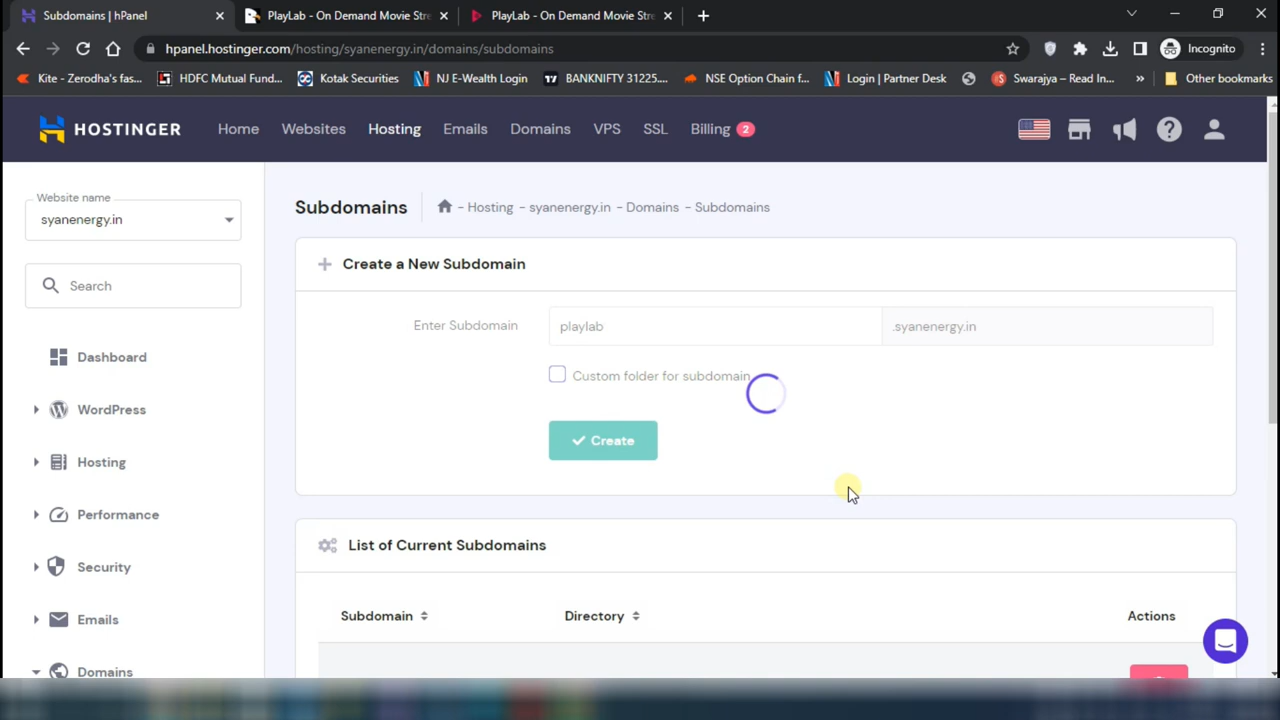 Subdomains | hPanel
PlayLab - On Demand Movie Stre
PlayLab - On Demand Movie Stre
hpanel.hostinger.com/hosting/syanenergy.in/domains/subdomains
Incognito
Kite - Zerodha's fas...
HDFC Mutual Fund...
Kotak Securities
NJ E-Wealth Login
BANKNIFTY 31225....
NSE Option Chain f...
Login | Partner Desk
Swarajya – Read In...
»
Other bookmarks
HOSTINGER
Home
Websites
Hosting
Emails
Domains
VPS
SSL
Billing 2
Website name
syanenergy.in
Search
Dashboard
WordPress
Hosting
Performance
Security
Emails
Domains
Subdomains
- Hosting - syanenergy.in - Domains - Subdomains
Create a New Subdomain
Enter Subdomain
playlab
.syanenergy.in
Custom folder for subdomain
Create
List of Current Subdomains
Subdomain
Directory
Actions